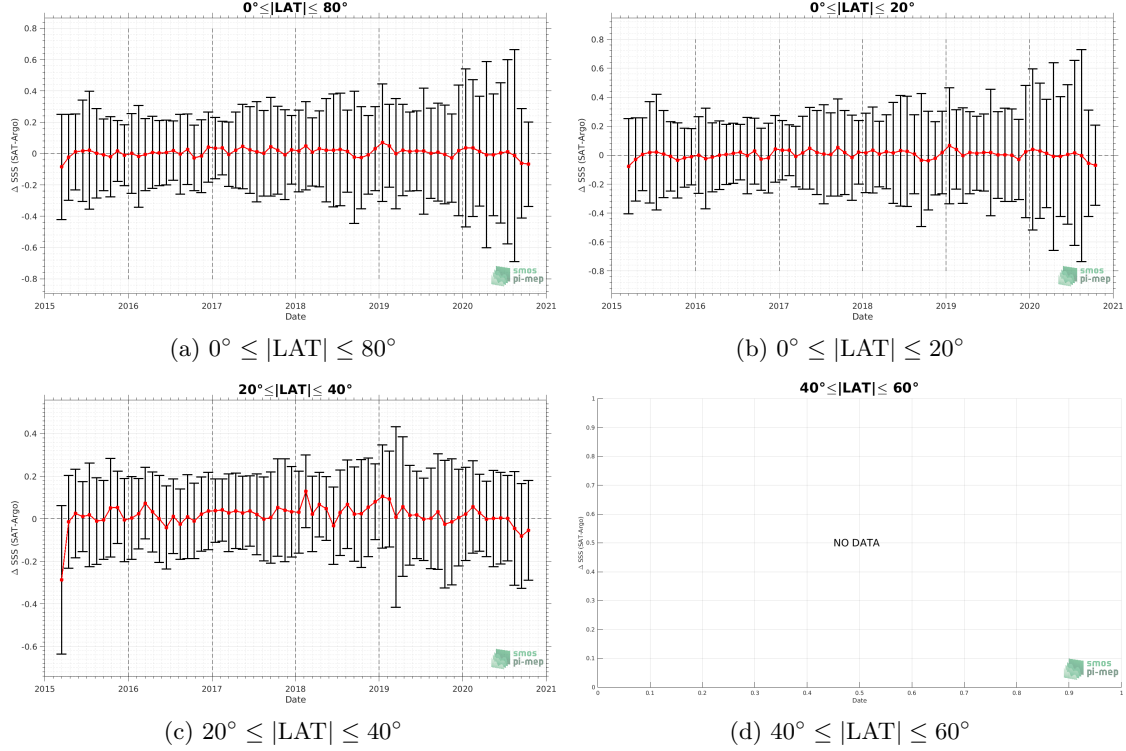 0°≤|LAT|≤ 80°
Δ SSS (SAT-Argo)
0.8
0.6
0.4
0.2
0
-0.2
-0.4
-0.6
-0.8
2015 2016 2017 2018 2019 2020 2021
Date
smos
pi-mep
(a) 0° ≤ |LAT| ≤ 80°
0°≤|LAT|≤ 20°
Δ SSS (SAT-Argo)
0.8
0.6
0.4
0.2
0
-0.2
-0.4
-0.6
-0.8
2015 2016 2017 2018 2019 2020 2021
Date
smos
pi-mep
(b) 0° ≤ |LAT| ≤ 20°
20°≤|LAT|≤ 40°
Δ SSS (SAT-Argo)
0.4
0.2
0
-0.2
-0.4
-0.6
2015 2016 2017 2018 2019 2020 2021
Date
smos
pi-mep
(c) 20° ≤ |LAT| ≤ 40°
40°≤|LAT|≤ 60°
Δ SSS (SAT-Argo)
1
0.9
0.8
0.7
0.6
0.5
0.4
0.3
0.2
0.1
0
NO DATA
0 0.1 0.2 0.3 0.4 0.5 0.6 0.7 0.8 0.9 1
Date
smos
pi-mep
(d) 40° ≤ |LAT| ≤ 60°